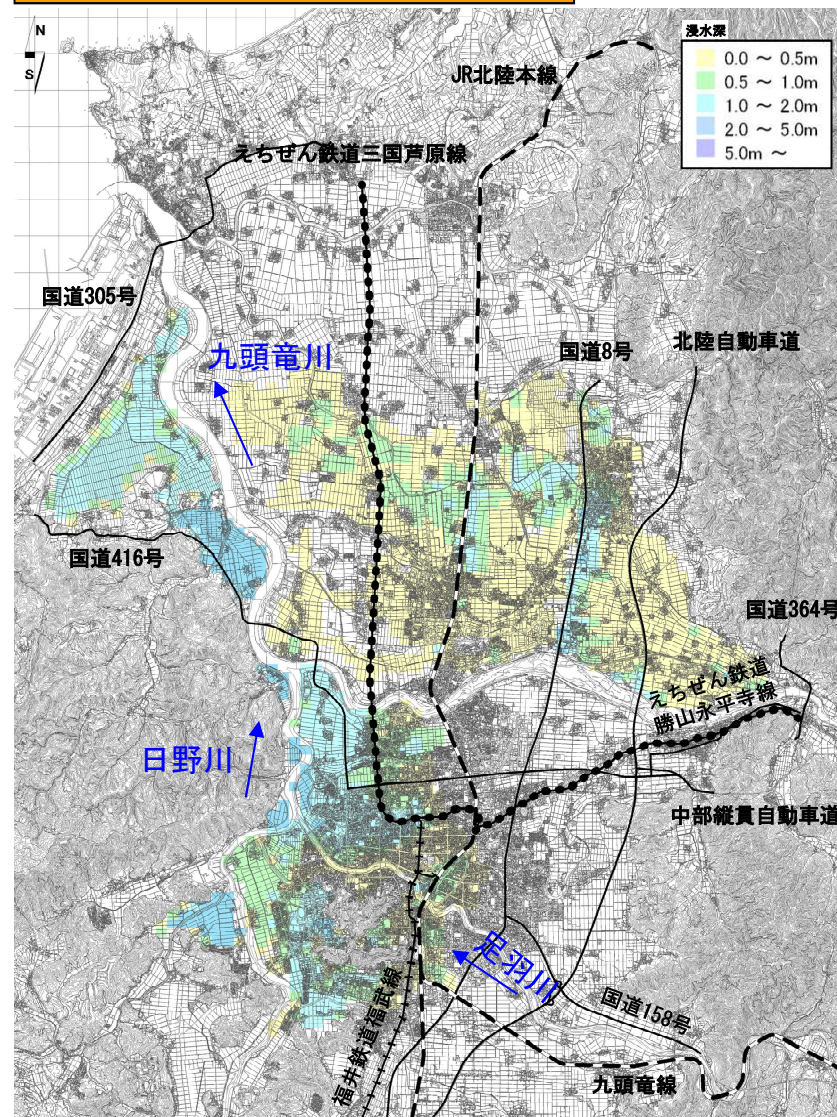 N
S
浸水深
0.0 ～ 0.5m
0.5 ～ 1.0m
1.0 ～ 2.0m
2.0 ～ 5.0m
5.0m ～
JR北陸本線
えちぜん鉄道三国芦原線
国道305号
九頭竜川
国道8号
北陸自動車道
国道416号
国道364号
えちぜん鉄道
勝山永平寺線
日野川
中部縦貫自動車道
足羽川
国道158号
福井鉄道福武線
九頭竜線